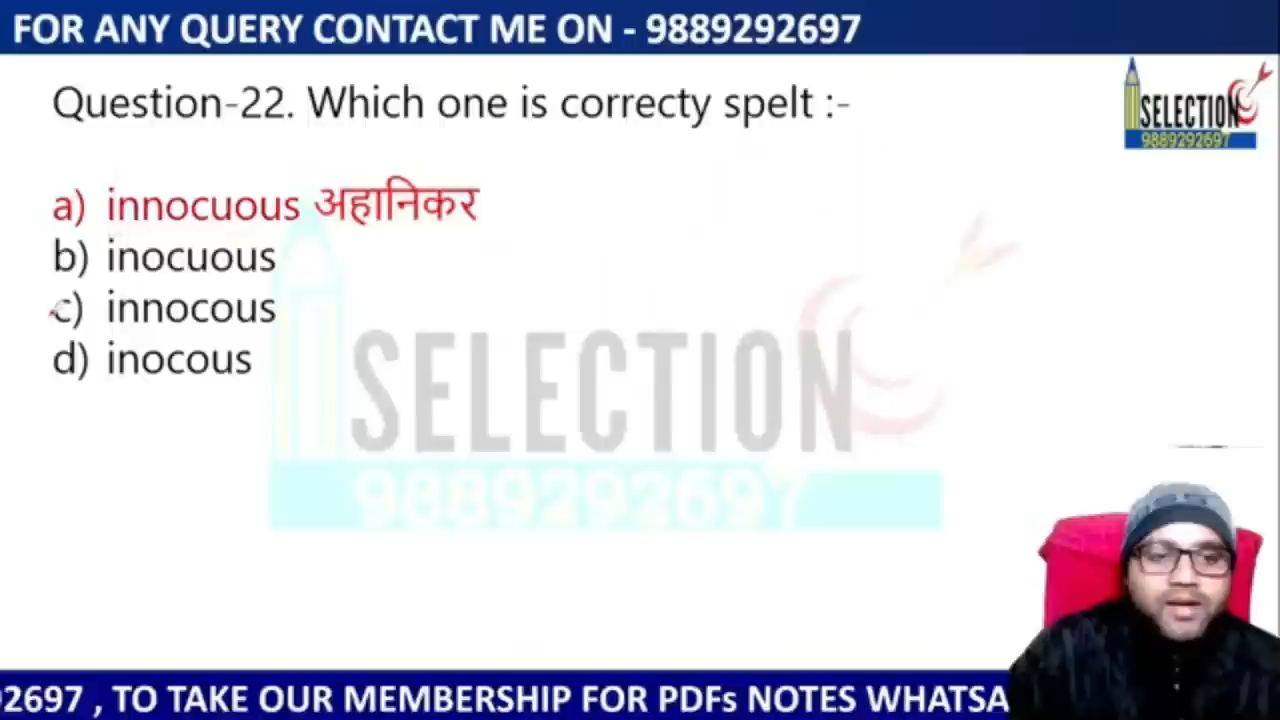 FOR ANY QUERY CONTACT ME ON - 9889292697
SELECTION
9889292697
Question-22. Which one is correcty spelt :-
a) innocuous अहानिकर
b) inocuous
c) innocous
d) inocous
SELECTION
9889292697
92697 , TO TAKE OUR MEMBERSHIP FOR PDFs NOTES WHATSA